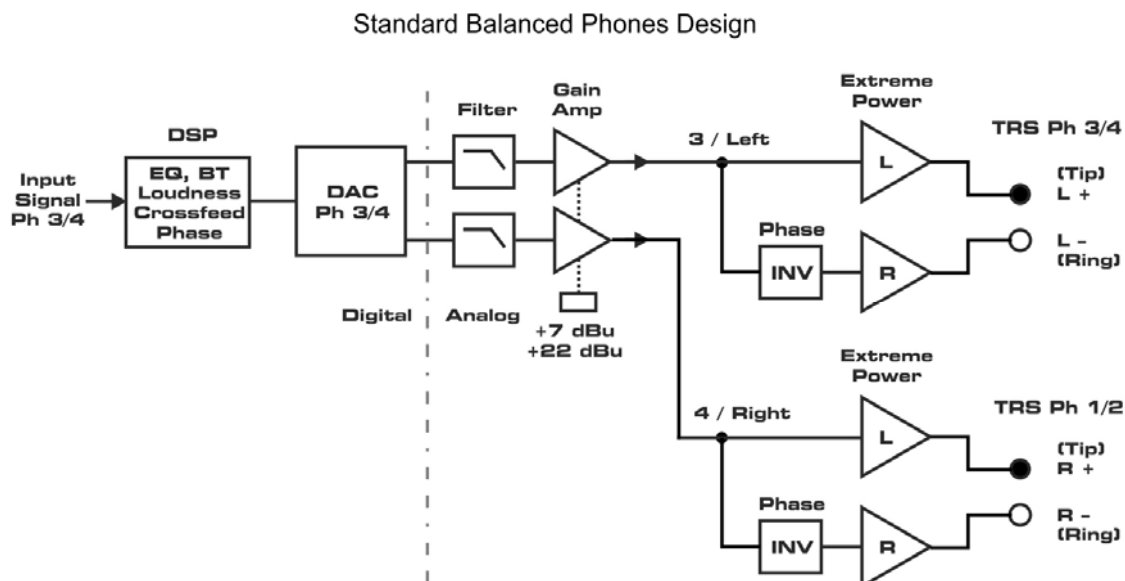 Standard Balanced Phones Design
DSP
Input
Signal
Ph 3/4
EQ, BT
Loudness
Crossfeed
Phase
DAC
Ph 3/4
Digital
Analog
Filter
Gain
Amp
+7 dBu
+22 dBu
3 / Left
Extreme
Power
L
TRS Ph 3/4
(Tip)
L +
Phase
INV
R
L -
(Ring)
4 / Right
Extreme
Power
L
TRS Ph 1/2
(Tip)
R +
Phase
INV
R
R -
(Ring)